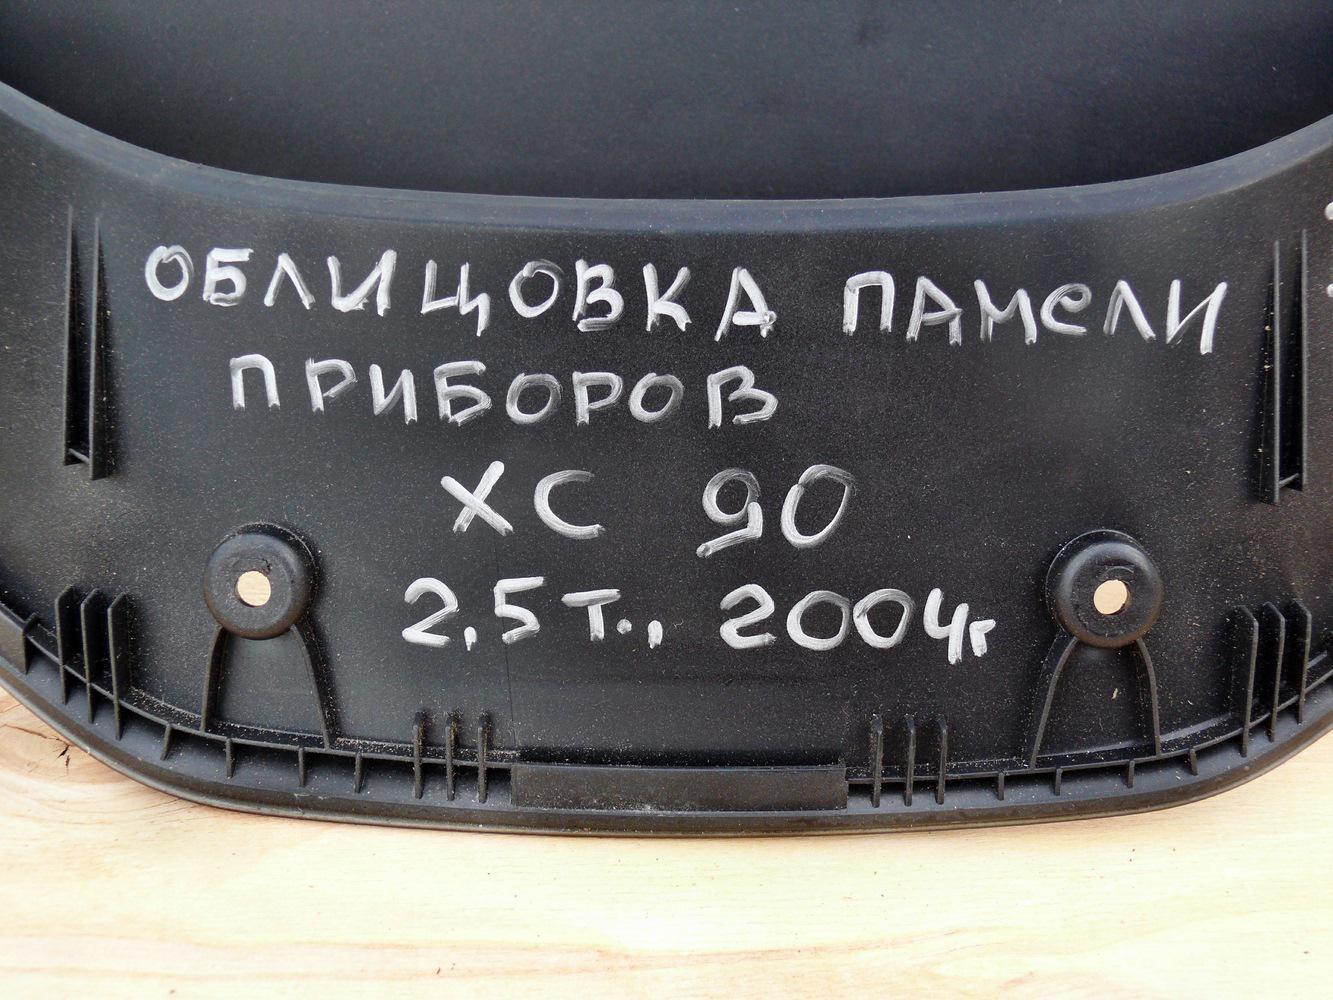 ОБЛИЦОВКА ПАМЕЛИ
ПРИБОРОВ
XC 90
2,5т., 2004г